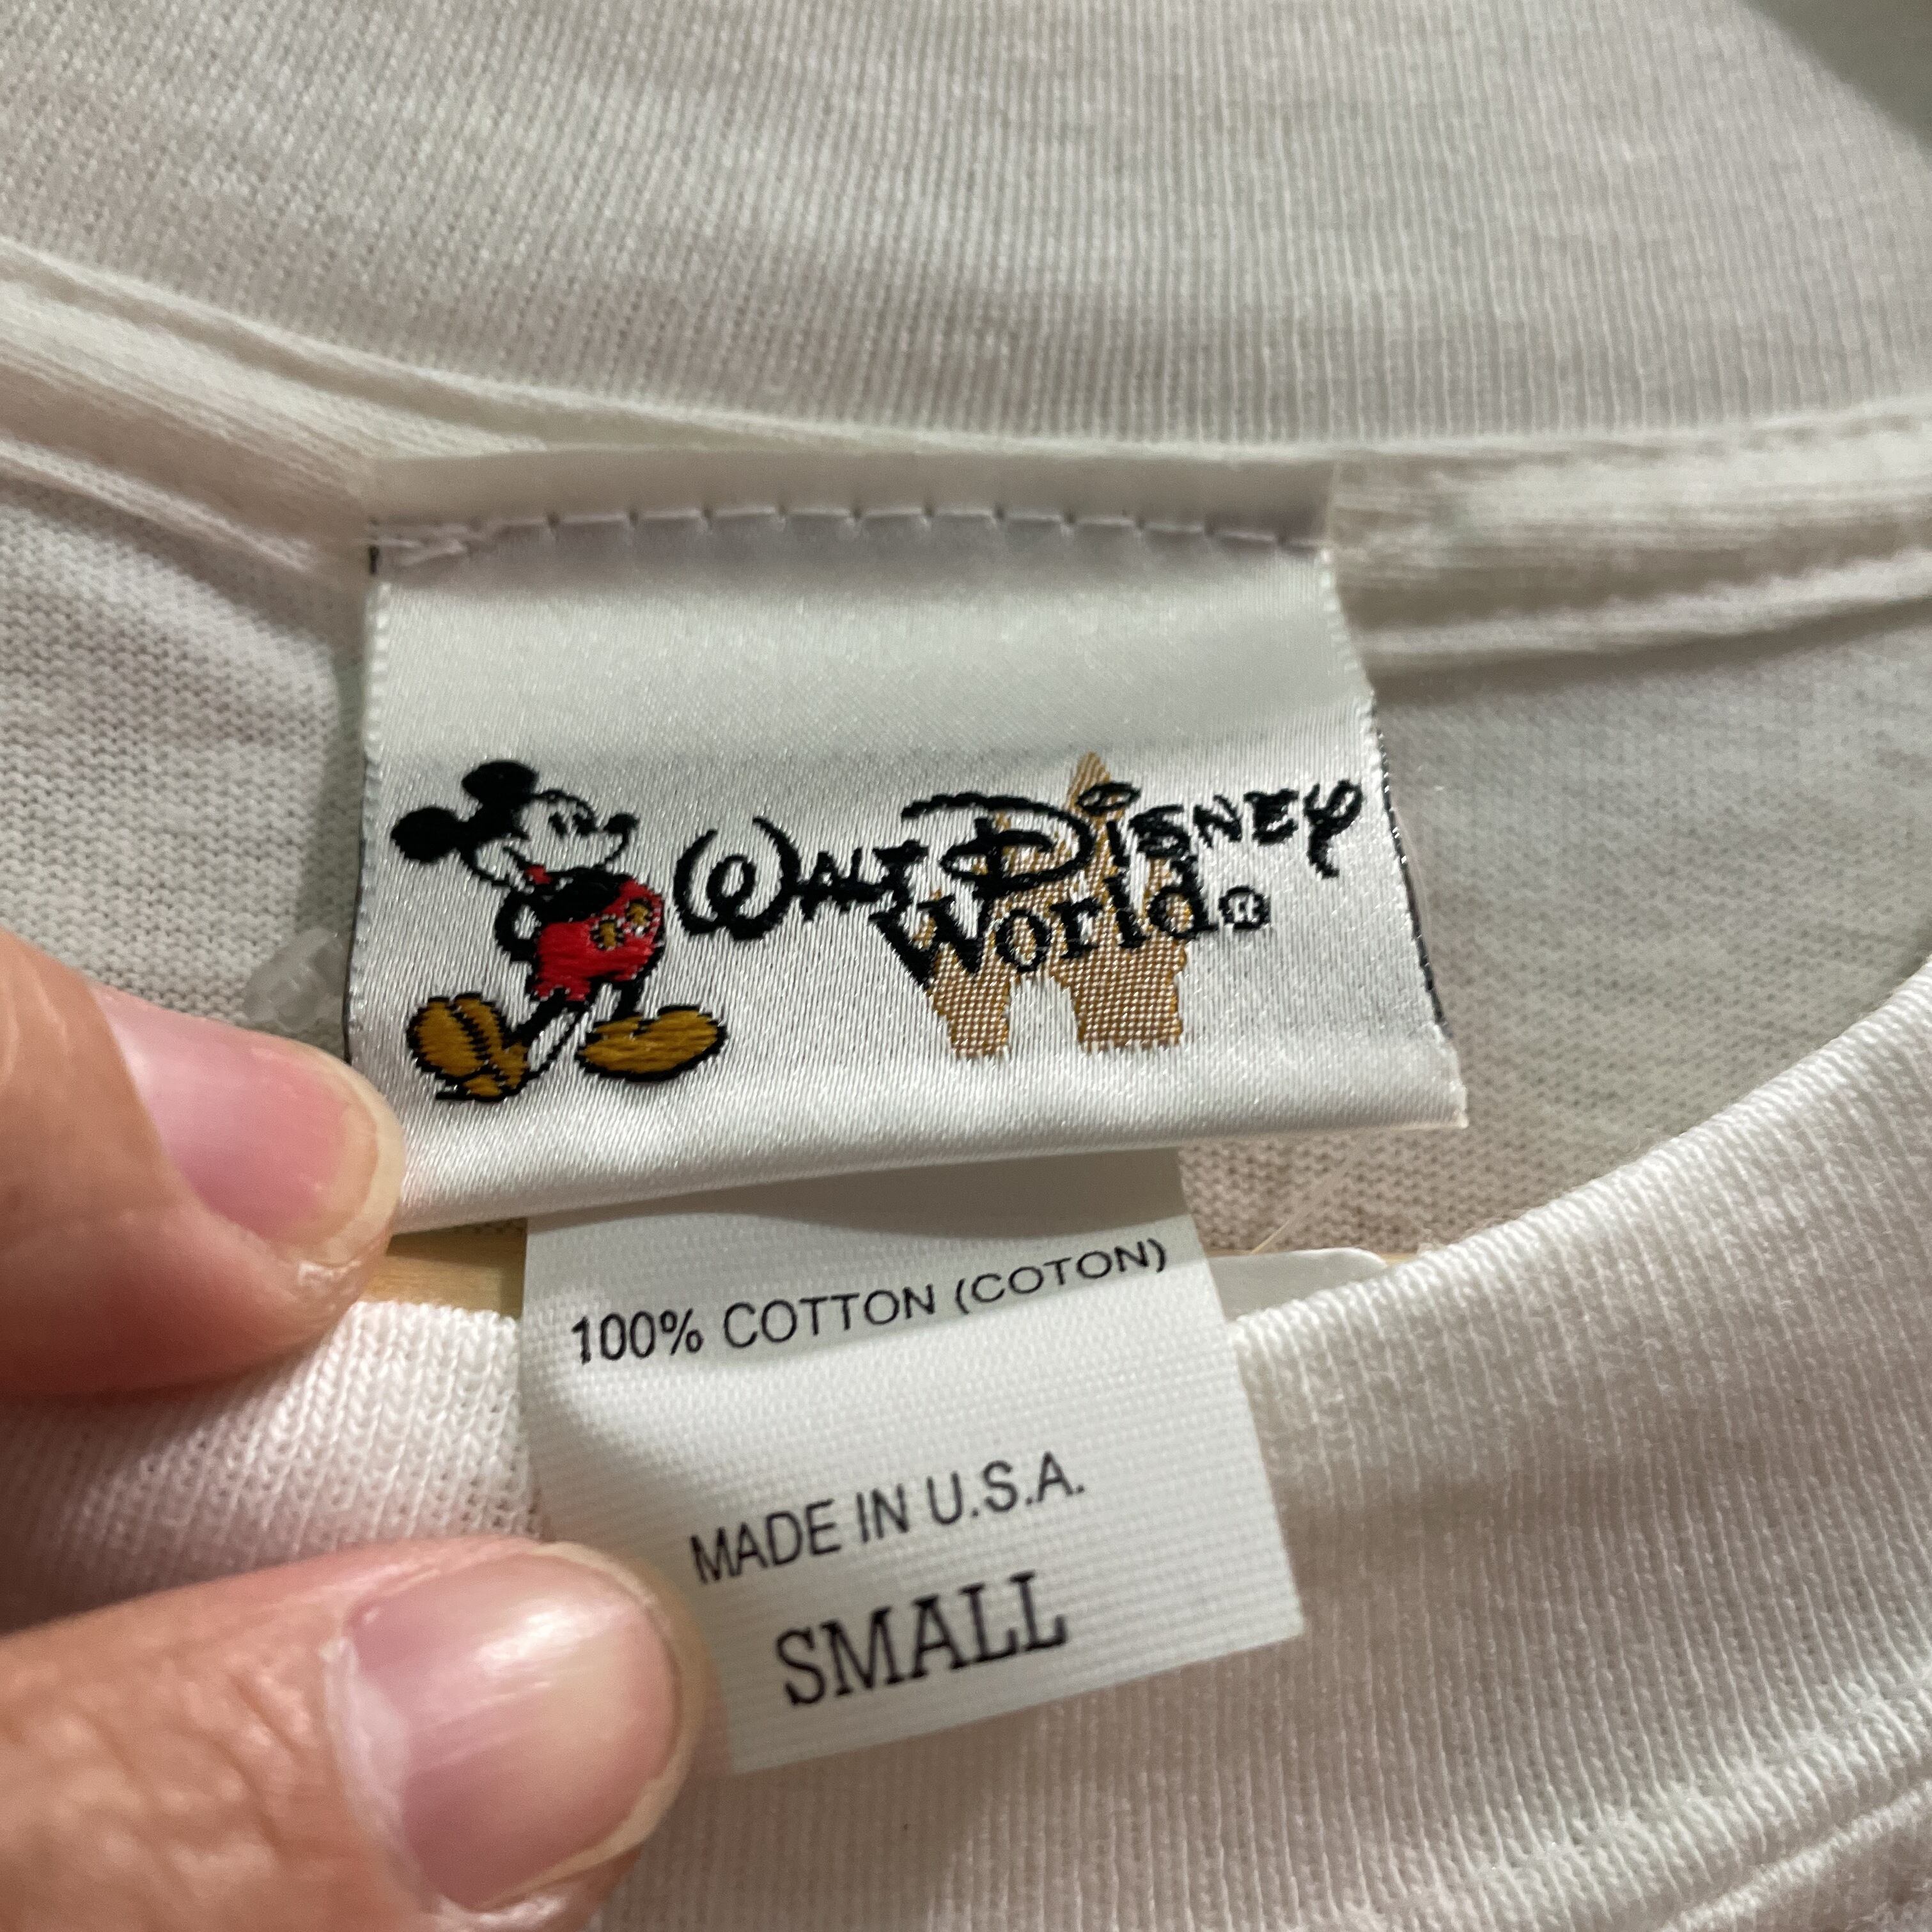 WALT DISNEY
World®
100% COTTON (COTON)
MADE IN U.S.A.
SMALL